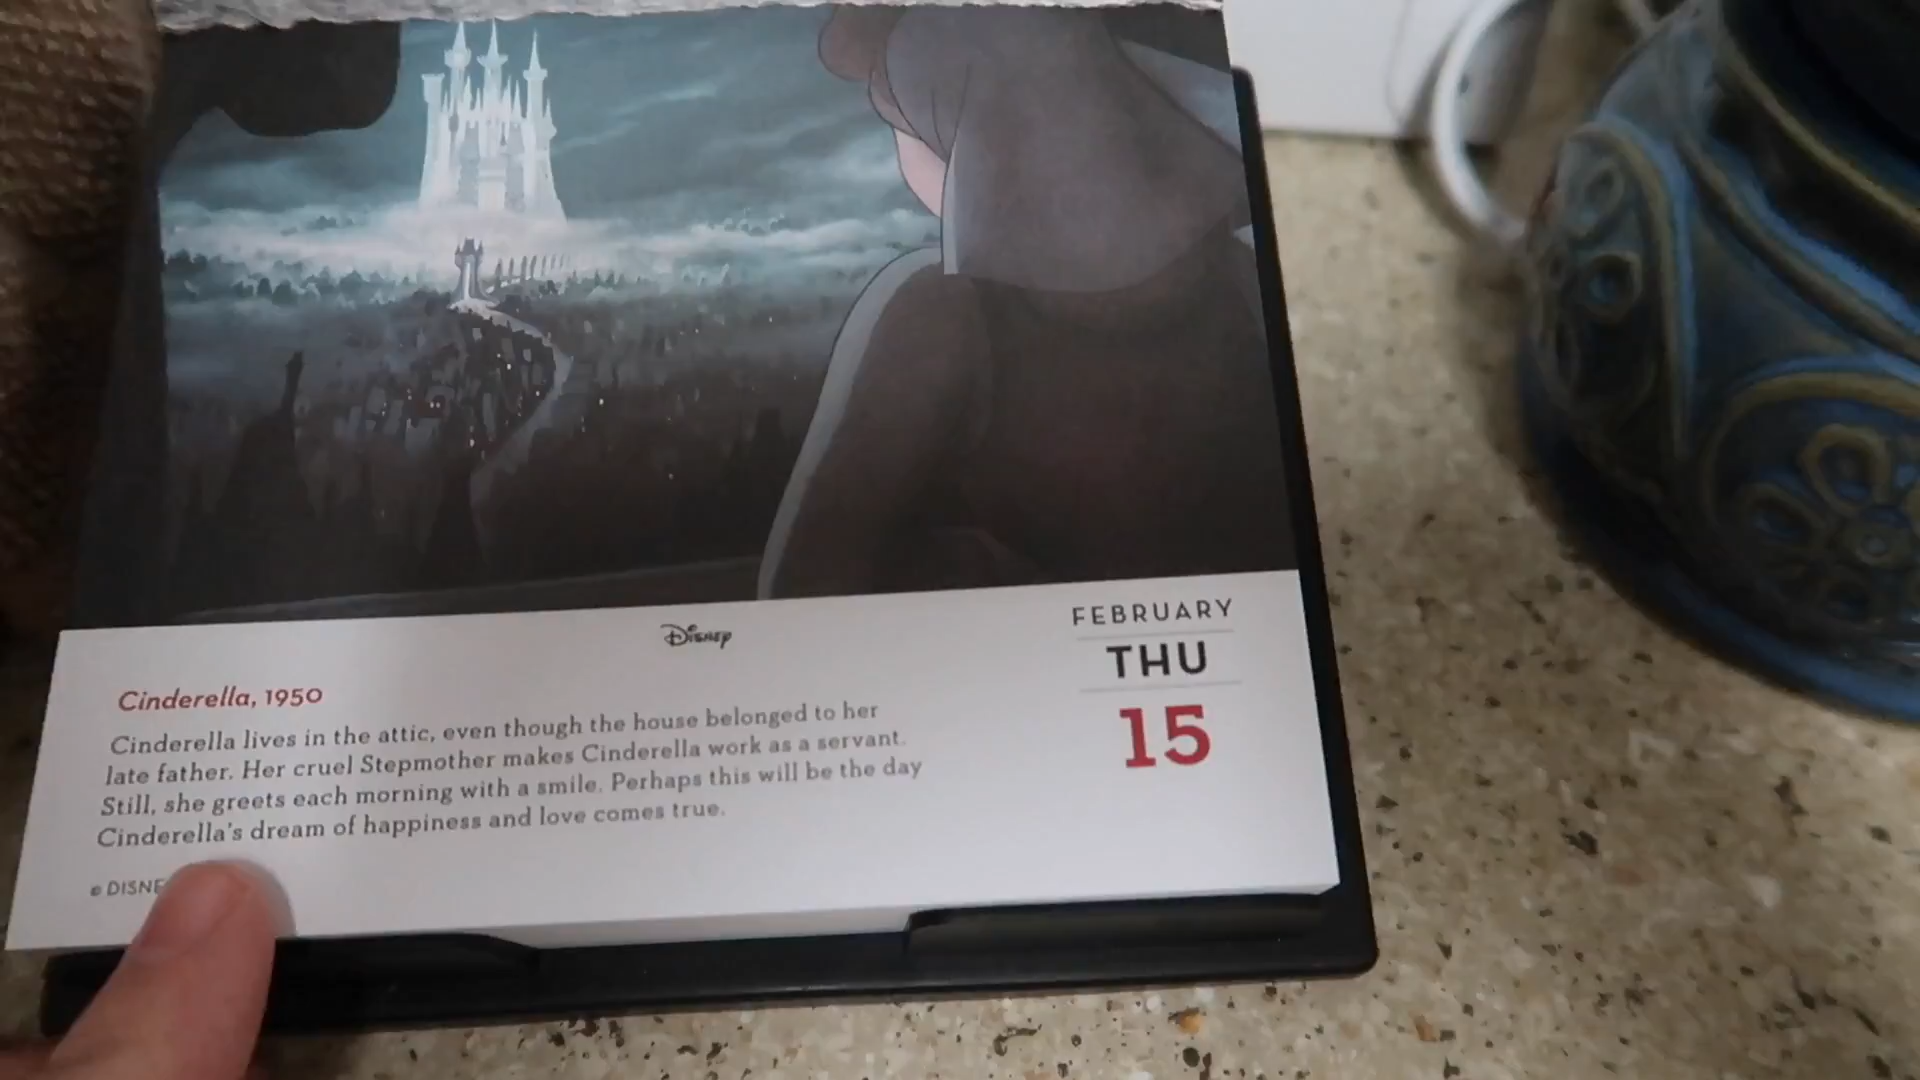 Disney
FEBRUARY
THU
15
Cinderella, 1950
Cinderella lives in the attic, even though the house belonged to her
late father. Her cruel Stepmother makes Cinderella work as a servant.
Still, she greets each morning with a smile. Perhaps this will be the day
Cinderella's dream of happiness and love comes true.
© DISNE